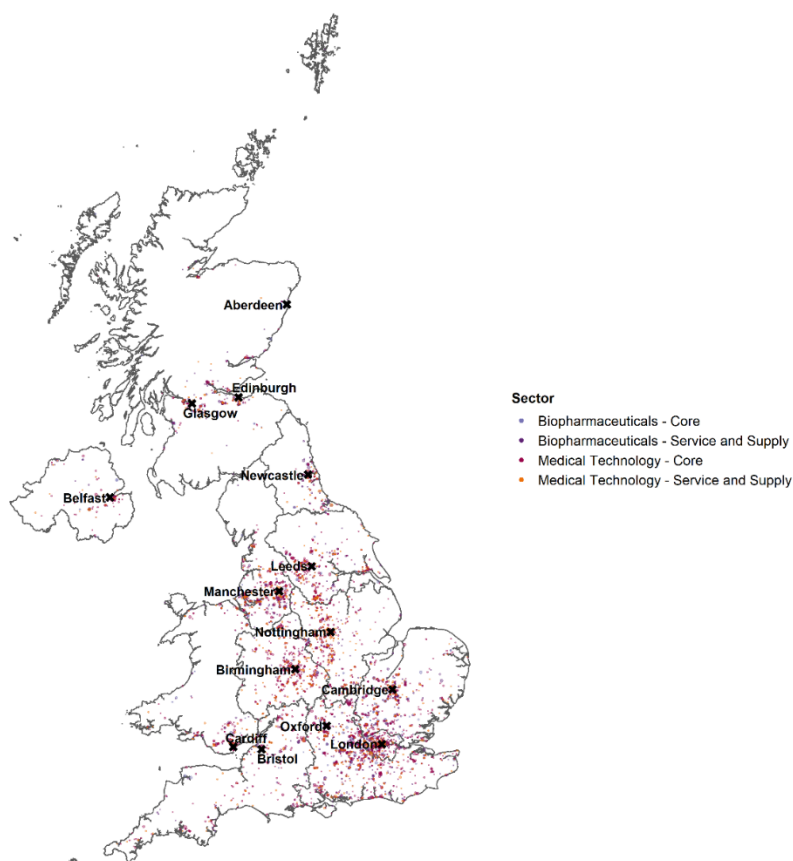 Aberdeen
Edinburgh
Glasgow
Newcastle
Belfast
Leeds
Manchester
Nottingham
Birmingham
Cambridge
Oxford
Cardiff
London
Bristol
Sector
Biopharmaceuticals - Core
Biopharmaceuticals - Service and Supply
Medical Technology - Core
Medical Technology - Service and Supply